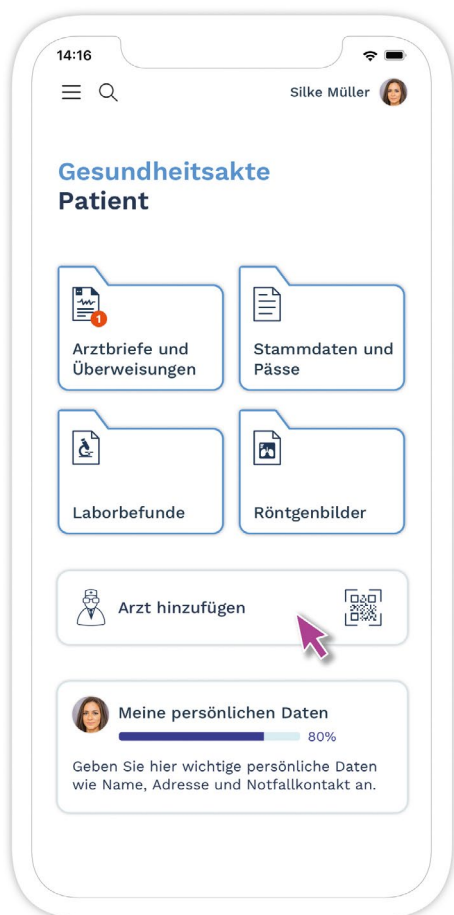 14:16
Silke Müller
Gesundheitsakte
Patient
1
Arztbriefe und
Überweisungen
Stammdaten und
Pässe
Laborbefunde
Röntgenbilder
Arzt hinzufügen
Meine persönlichen Daten
80%
Geben Sie hier wichtige persönliche Daten
wie Name, Adresse und Notfallkontakt an.